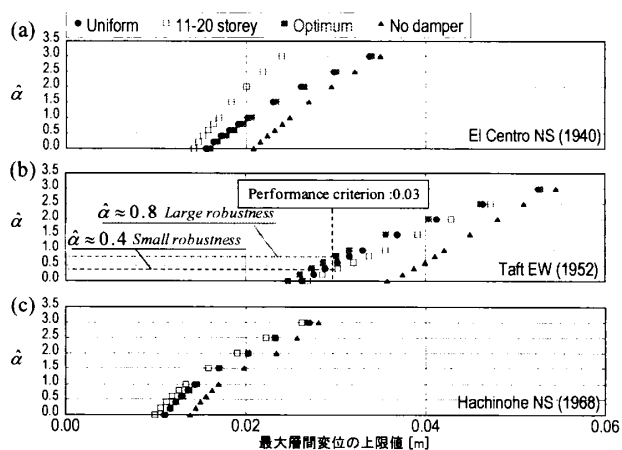 ● Uniform □ 11-20 storey ■ Optimum ▲ No damper
(a)
3.5
3.0
2.5
2.0
1.5
1.0
0.5
0.0
α̂
El Centro NS (1940)
(b)
3.5
3.0
2.5
2.0
1.5
1.0
0.5
0.0
α̂
Performance criterion :0.03
α̂ ≈ 0.8 Large robustness
α̂ ≈ 0.4 Small robustness
Taft EW (1952)
(c)
3.5
3.0
2.5
2.0
1.5
1.0
0.5
0.0
α̂
Hachinohe NS (1968)
0.00 0.02 0.04 0.06
最大層間変位の上限値 [m]